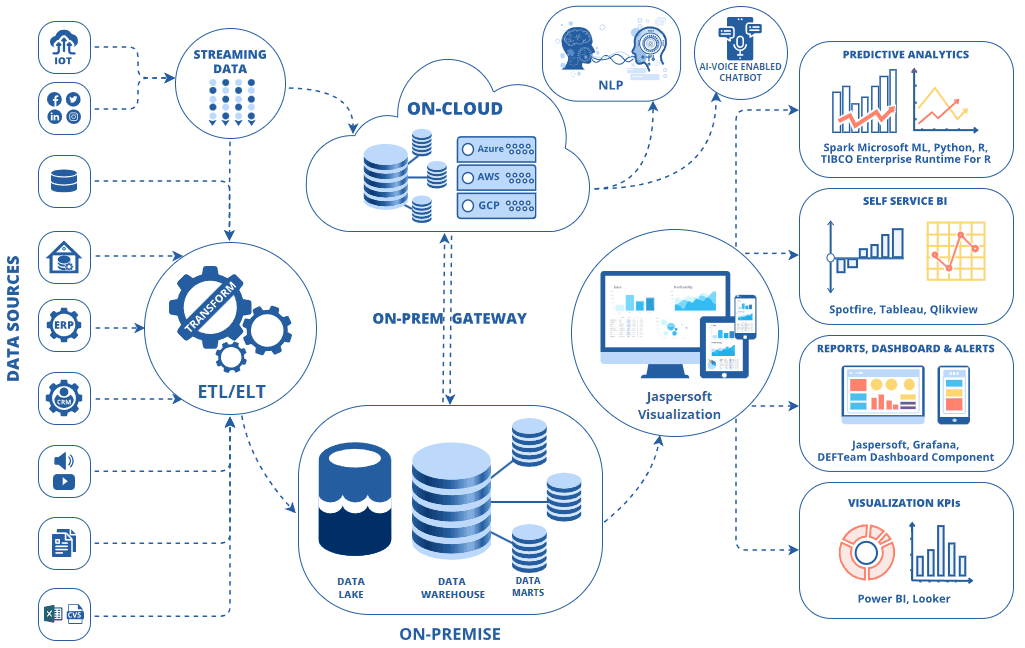 DATA SOURCES
IOT
ERP
CRM
CVS
STREAMING
DATA
TRANSFORM
ETL/ELT
ON-CLOUD
Azure
AWS
GCP
NLP
AI-VOICE ENABLED
CHATBOT
ON-PREM GATEWAY
DATA
LAKE
DATA
WAREHOUSE
DATA
MARTS
ON-PREMISE
Jaspersoft
Visualization
PREDICTIVE ANALYTICS
Spark Microsoft ML, Python, R,
TIBCO Enterprise Runtime For R
SELF SERVICE BI
Spotfire, Tableau, Qlikview
REPORTS, DASHBOARD & ALERTS
Jaspersoft, Grafana,
DEFTeam Dashboard Component
VISUALIZATION KPIs
Power BI, Looker